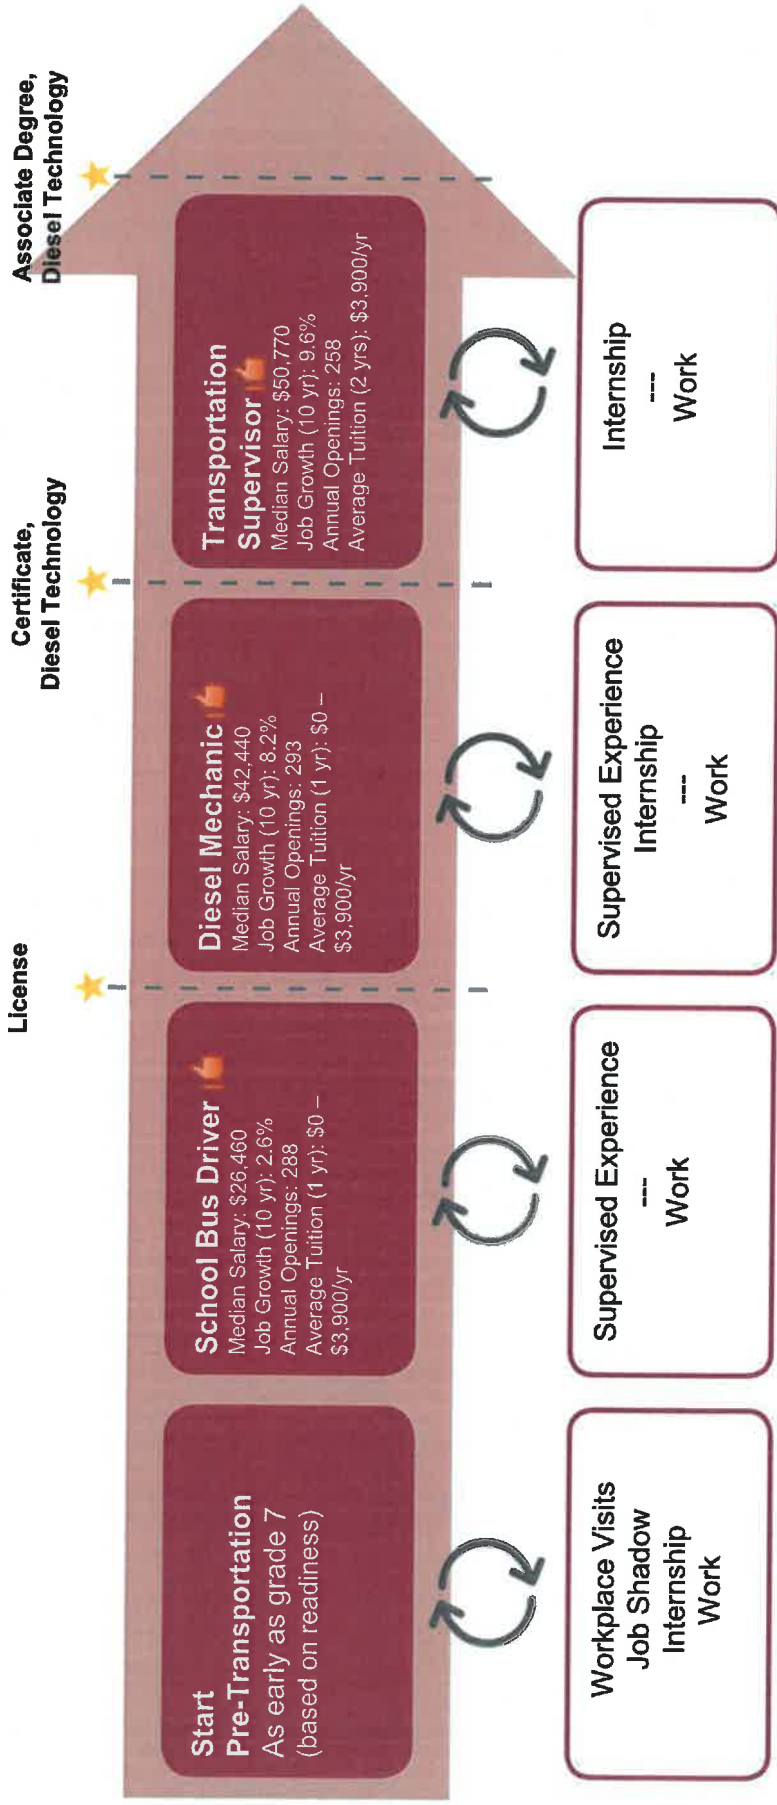 License
Certificate,
Diesel Technology
Associate Degree,
Diesel Technology
Start
Pre-Transportation
As early as grade 7
(based on readiness)
School Bus Driver
Median Salary: $26,460
Job Growth (10 yr): 2.6%
Annual Openings: 288
Average Tuition (1 yr): $0 –
$3,900/yr
Diesel Mechanic
Median Salary: $42,440
Job Growth (10 yr): 8.2%
Annual Openings: 293
Average Tuition (1 yr): $0 –
$3,900/yr
Transportation
Supervisor
Median Salary: $50,770
Job Growth (10 yr): 9.6%
Annual Openings: 258
Average Tuition (2 yrs): $3,900/yr
Workplace Visits
Job Shadow
Internship
Work
Supervised Experience
---
Work
Supervised Experience
Internship
---
Work
Internship
---
Work